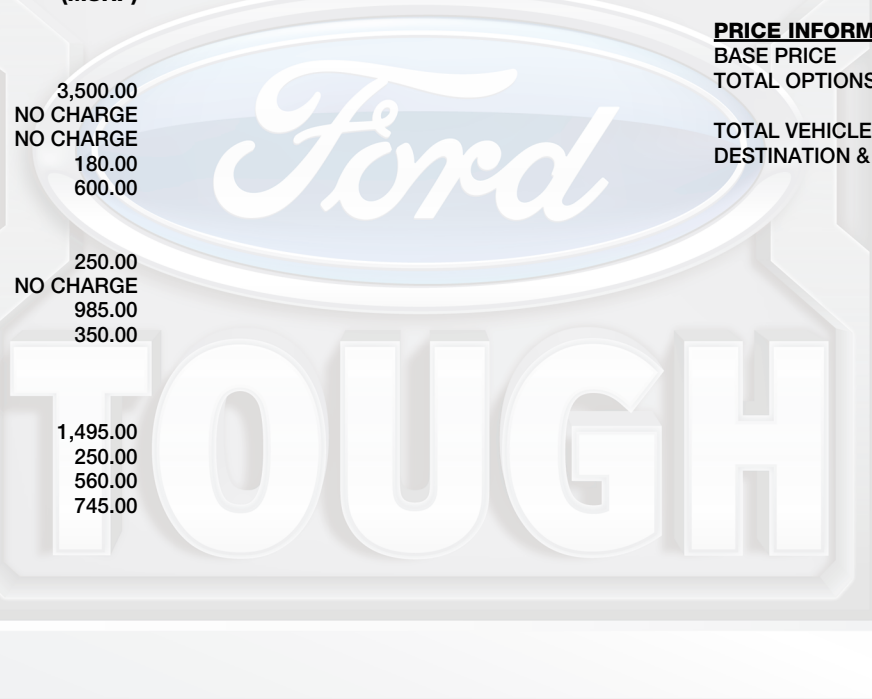 PRICE
BASE PRICE
TOTAL OPTIONS
TOTAL VEHICLE
DESTINATION &
3,500.00
NO CHARGE
NO CHARGE
180.00
600.00
250.00
NO CHARGE
985.00
350.00
1,495.00
250.00
560.00
745.00
Ford
TOUGH